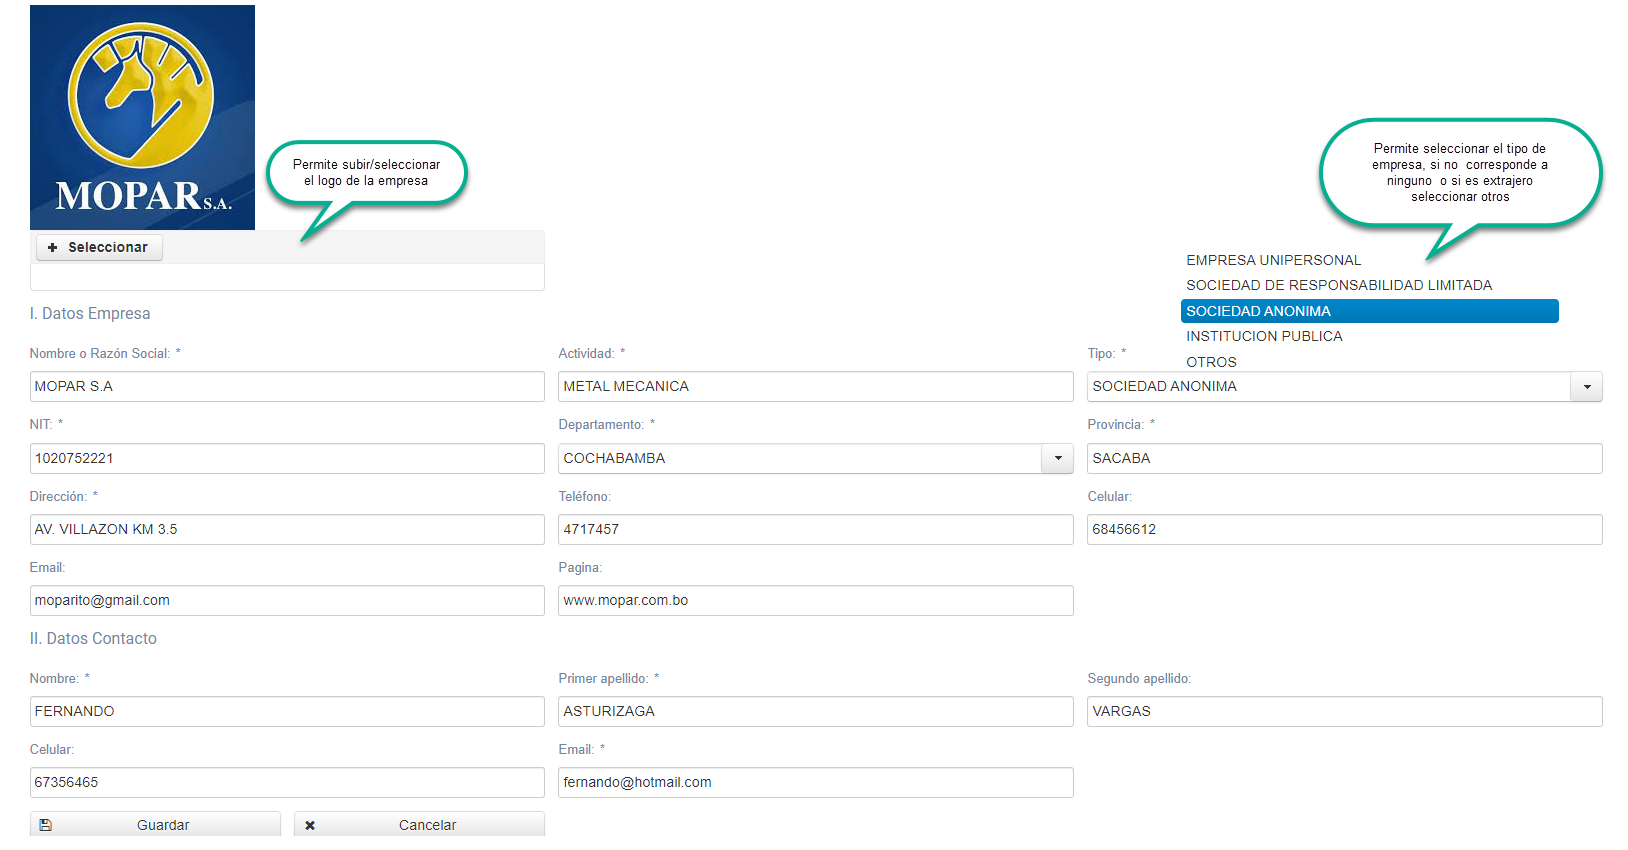 MOPAR S.A.
Permite subir/seleccionar
el logo de la empresa
Permite seleccionar el tipo de
empresa, si no corresponde a
ninguno o si es extrajero
seleccionar otros
Seleccionar
EMPRESA UNIPERSONAL
SOCIEDAD DE RESPONSABILIDAD LIMITADA
SOCIEDAD ANONIMA
INSTITUCION PUBLICA
OTROS
I. Datos Empresa
Nombre o Razón Social: * Actividad: * Tipo: *
MOPAR S.A METAL MECANICA SOCIEDAD ANONIMA
NIT: * Departamento: * Provincia: *
1020752221 COCHABAMBA SACABA
Dirección: * Teléfono: Celular:
AV. VILLAZON KM 3.5 4717457 68456612
Email: Pagina:
moparito@gmail.com www.mopar.com.bo
II. Datos Contacto
Nombre: * Primer apellido: * Segundo apellido:
FERNANDO ASTURIZAGA VARGAS
Celular: Email: *
67356465 fernando@hotmail.com
Guardar Cancelar